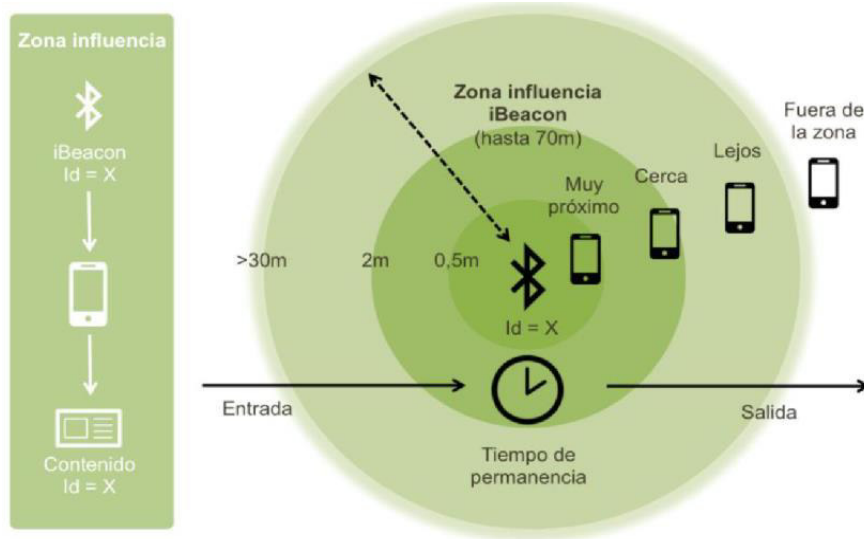 Zona influencia
iBeacon
Id = X
Contenido
Id = X
Zona influencia
iBeacon
(hasta 70m)
Fuera de
la zona
Lejos
Cerca
Muy
próximo
>30m
2m
0,5m
Id = X
Entrada
Salida
Tiempo de
permanencia